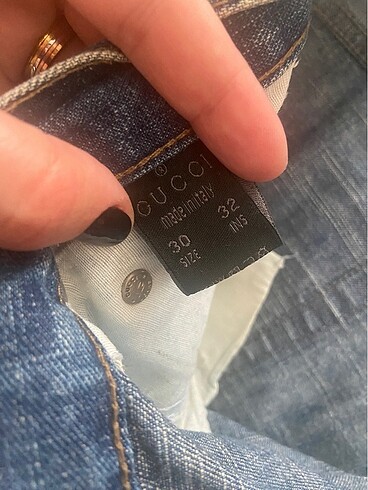 ®
GUCCI
made in italy
30 32
SIZE INS